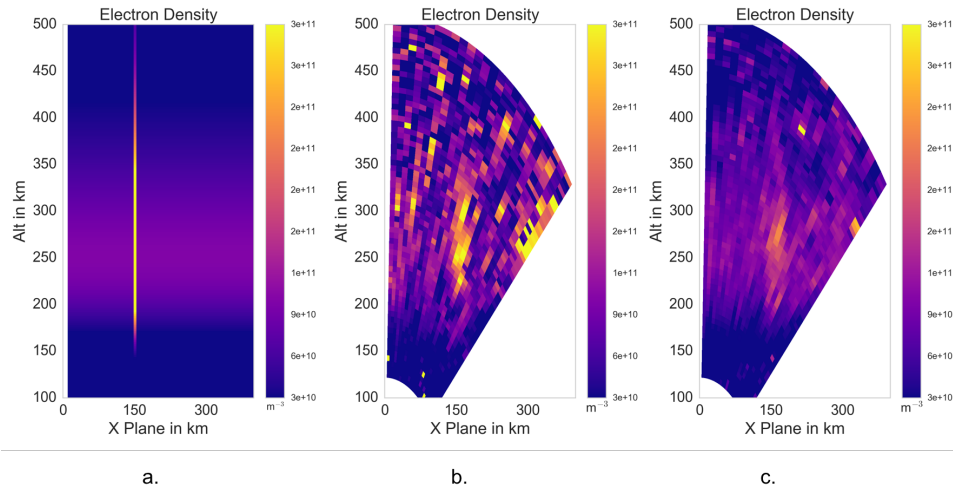 Electron Density
500
450
400
350
300
250
200
150
100
0
150
300
Alt in km
X Plane in km
3e+11
3e+11
2e+11
2e+11
2e+11
2e+11
1e+11
9e+10
6e+10
3e+10
m⁻³
Electron Density
500
450
400
350
300
250
200
150
100
0
150
300
Alt in km
X Plane in km
3e+11
3e+11
2e+11
2e+11
2e+11
2e+11
1e+11
9e+10
6e+10
3e+10
m⁻³
Electron Density
500
450
400
350
300
250
200
150
100
0
150
300
Alt in km
X Plane in km
3e+11
3e+11
2e+11
2e+11
2e+11
2e+11
1e+11
9e+10
6e+10
3e+10
m⁻³
a.
b.
c.